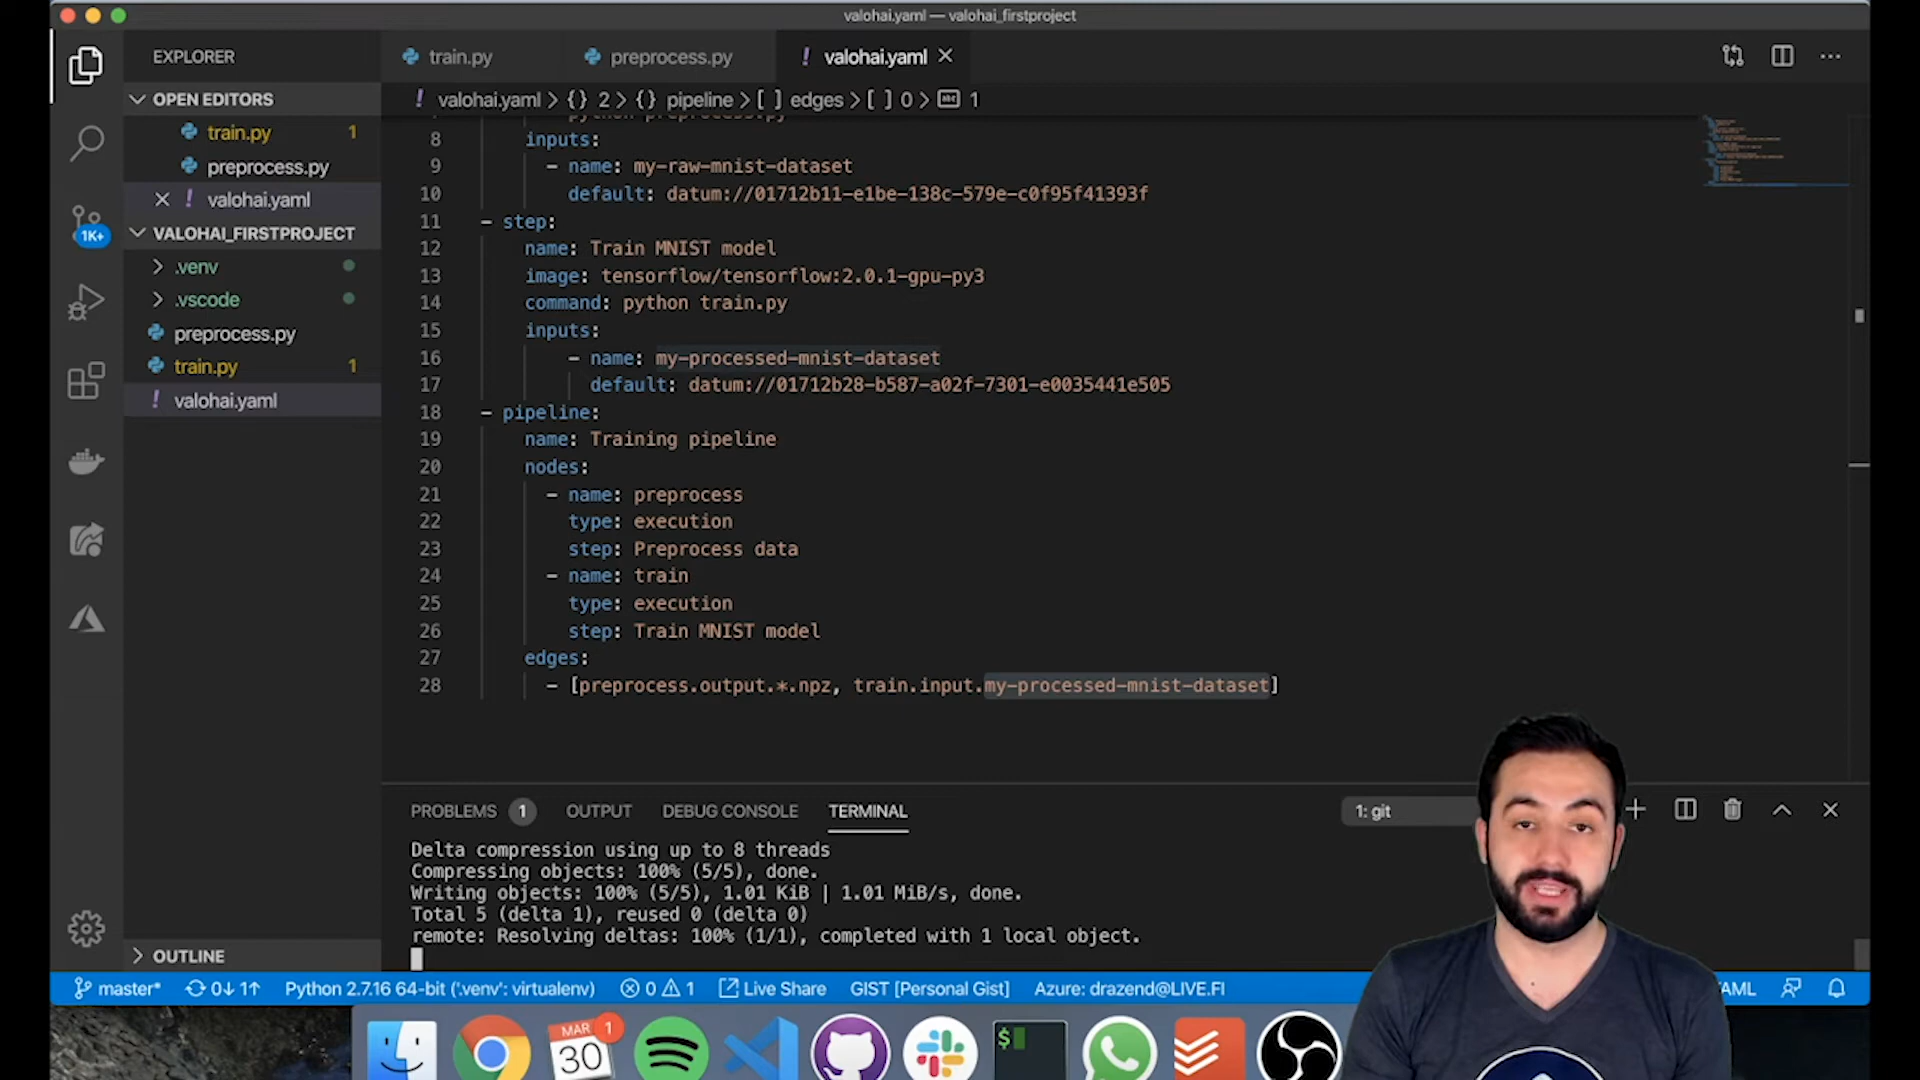 valohai.yaml — valohai_firstproject
EXPLORER
train.py
preprocess.py
! valohai.yaml
OPEN EDITORS
train.py 1
preprocess.py
! valohai.yaml
VALOHAI_FIRSTPROJECT
.venv
.vscode
preprocess.py
train.py 1
! valohai.yaml
OUTLINE
1K+
! valohai.yaml > {} 2 > {} pipeline > [ ] edges > [ ] 0 > abc 1
8 inputs:
9 - name: my-raw-mnist-dataset
10 default: datum://01712b11-e1be-138c-579e-c0f95f41393f
11 - step:
12 name: Train MNIST model
13 image: tensorflow/tensorflow:2.0.1-gpu-py3
14 command: python train.py
15 inputs:
16 - name: my-processed-mnist-dataset
17 default: datum://01712b28-b587-a02f-7301-e0035441e505
18 - pipeline:
19 name: Training pipeline
20 nodes:
21 - name: preprocess
22 type: execution
23 step: Preprocess data
24 - name: train
25 type: execution
26 step: Train MNIST model
27 edges:
28 - [preprocess.output.*.npz, train.input.my-processed-mnist-dataset]
PROBLEMS 1 OUTPUT DEBUG CONSOLE TERMINAL 1: git
Delta compression using up to 8 threads
Compressing objects: 100% (5/5), done.
Writing objects: 100% (5/5), 1.01 KiB | 1.01 MiB/s, done.
Total 5 (delta 1), reused 0 (delta 0)
remote: Resolving deltas: 100% (1/1), completed with 1 local object.
master* 0↓ 1↑ Python 2.7.16 64-bit ('.venv': virtualenv) 0 1 Live Share GIST [Personal Gist] Azure: drazend@LIVE.FI
MAR 1
30
$